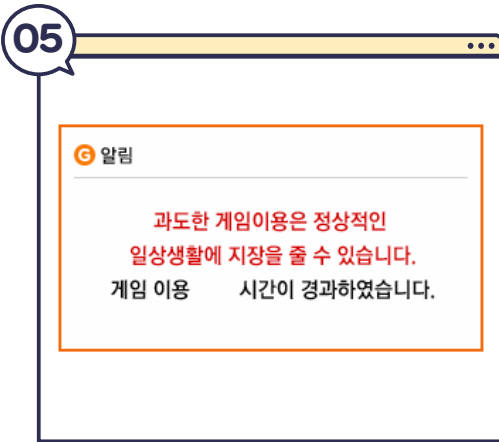 05
G 알림
과도한 게임이용은 정상적인
일상생활에 지장을 줄 수 있습니다.
게임 이용 시간이 경과하였습니다.